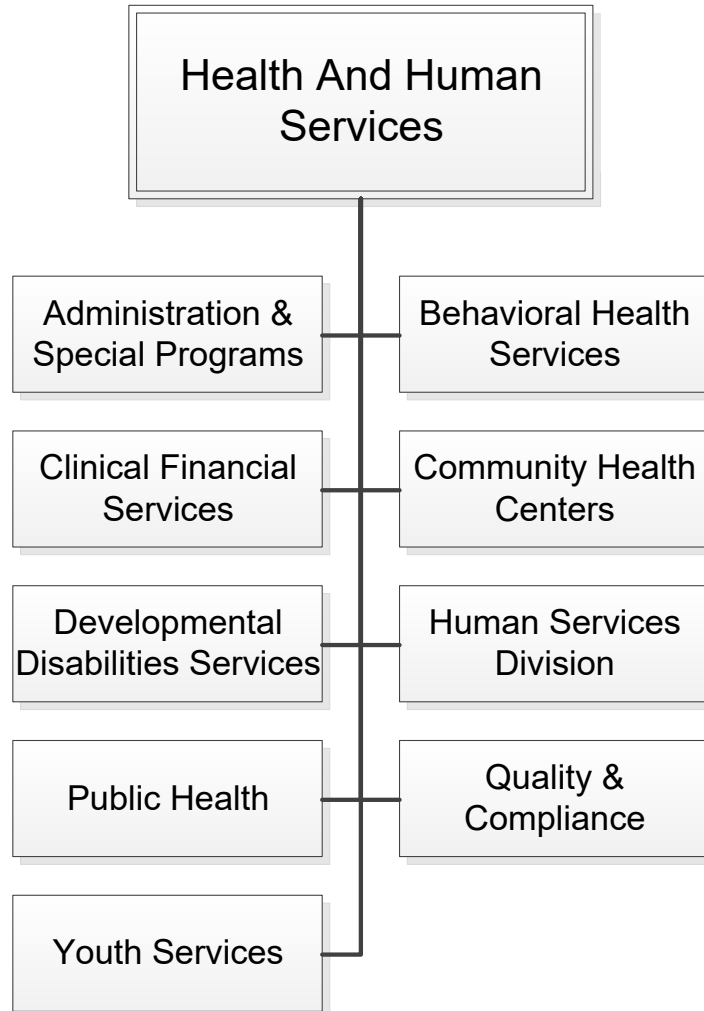 Health And Human
Services
Administration &
Special Programs
Behavioral Health
Services
Clinical Financial
Services
Community Health
Centers
Developmental
Disabilities Services
Human Services
Division
Public Health
Quality &
Compliance
Youth Services